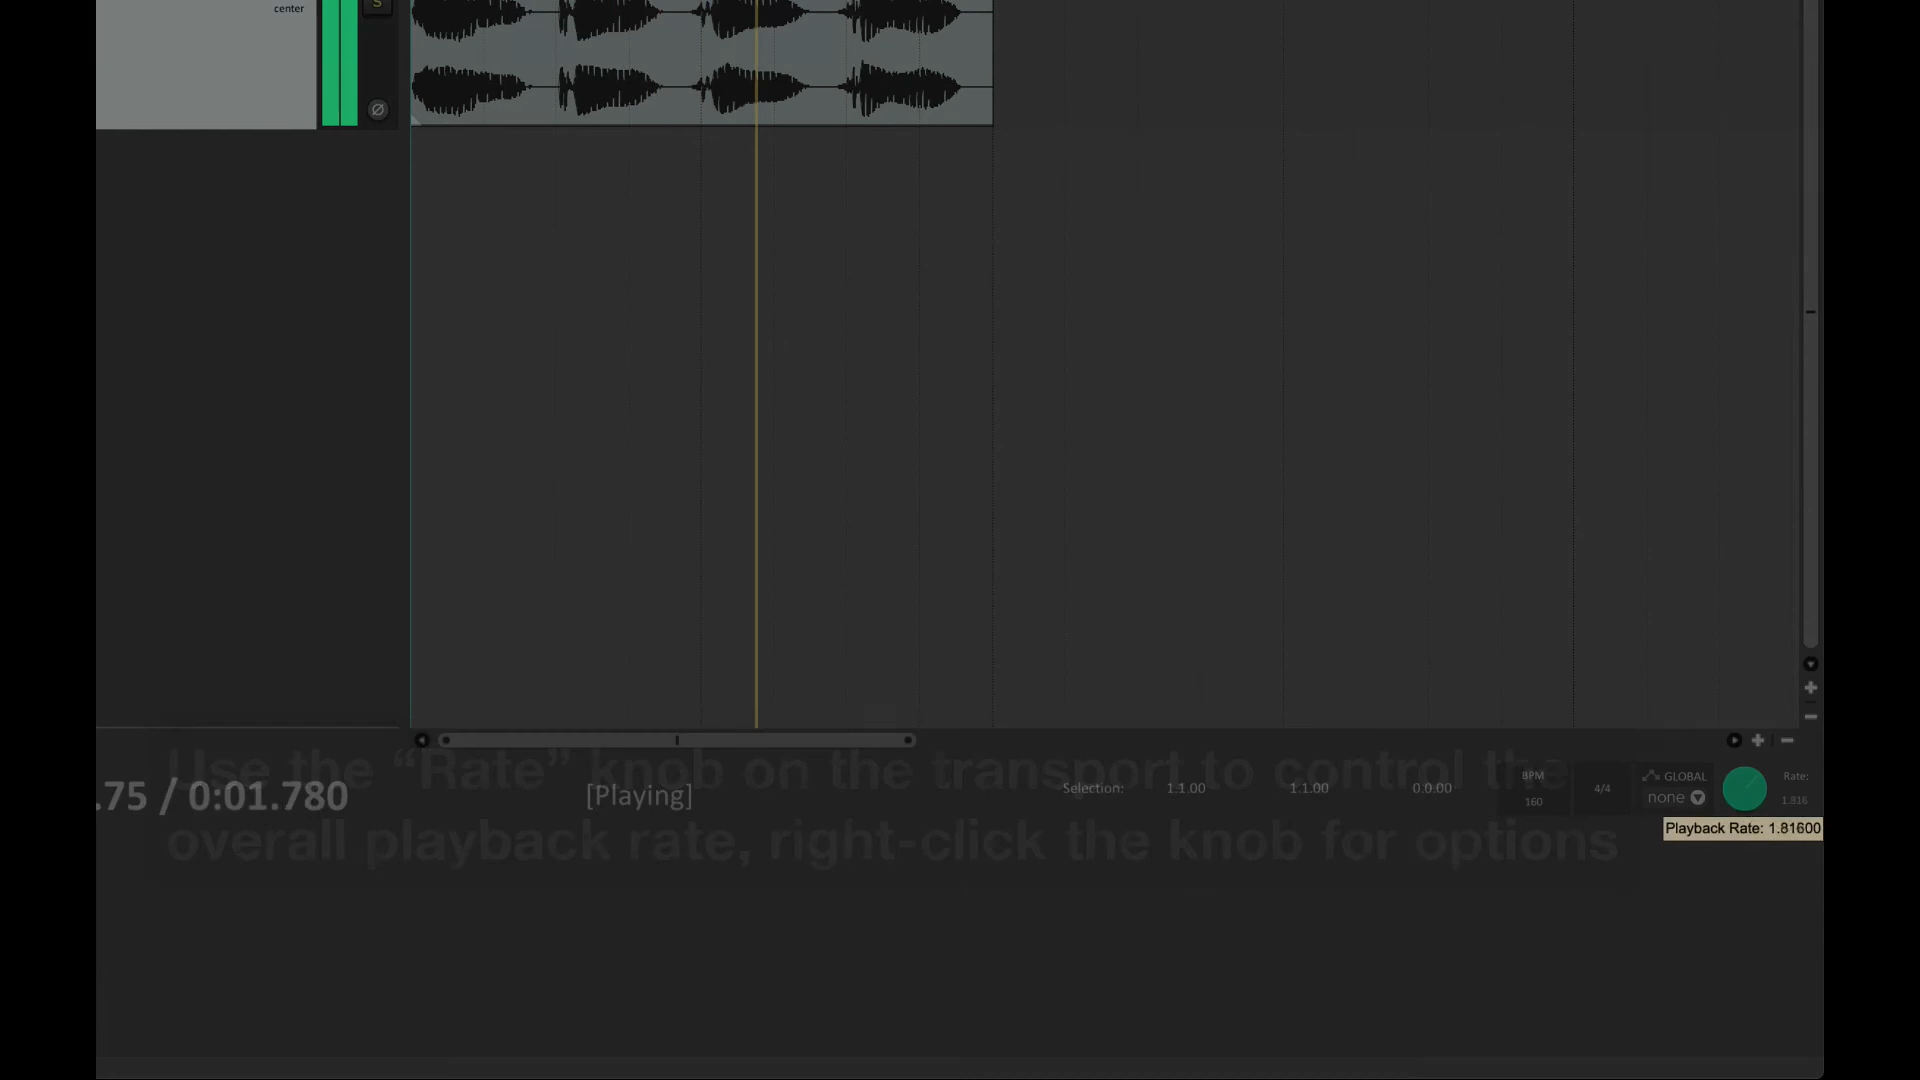 center
S
Use the “Rate” knob on the transport to control the
overall playback rate, right-click the knob for options
.75 / 0:01.780
[Playing]
Selection: 1.1.00 1.1.00 0:0.00
BPM
160
4/4
GLOBAL
none
Rate:
1.816
Playback Rate: 1.81600